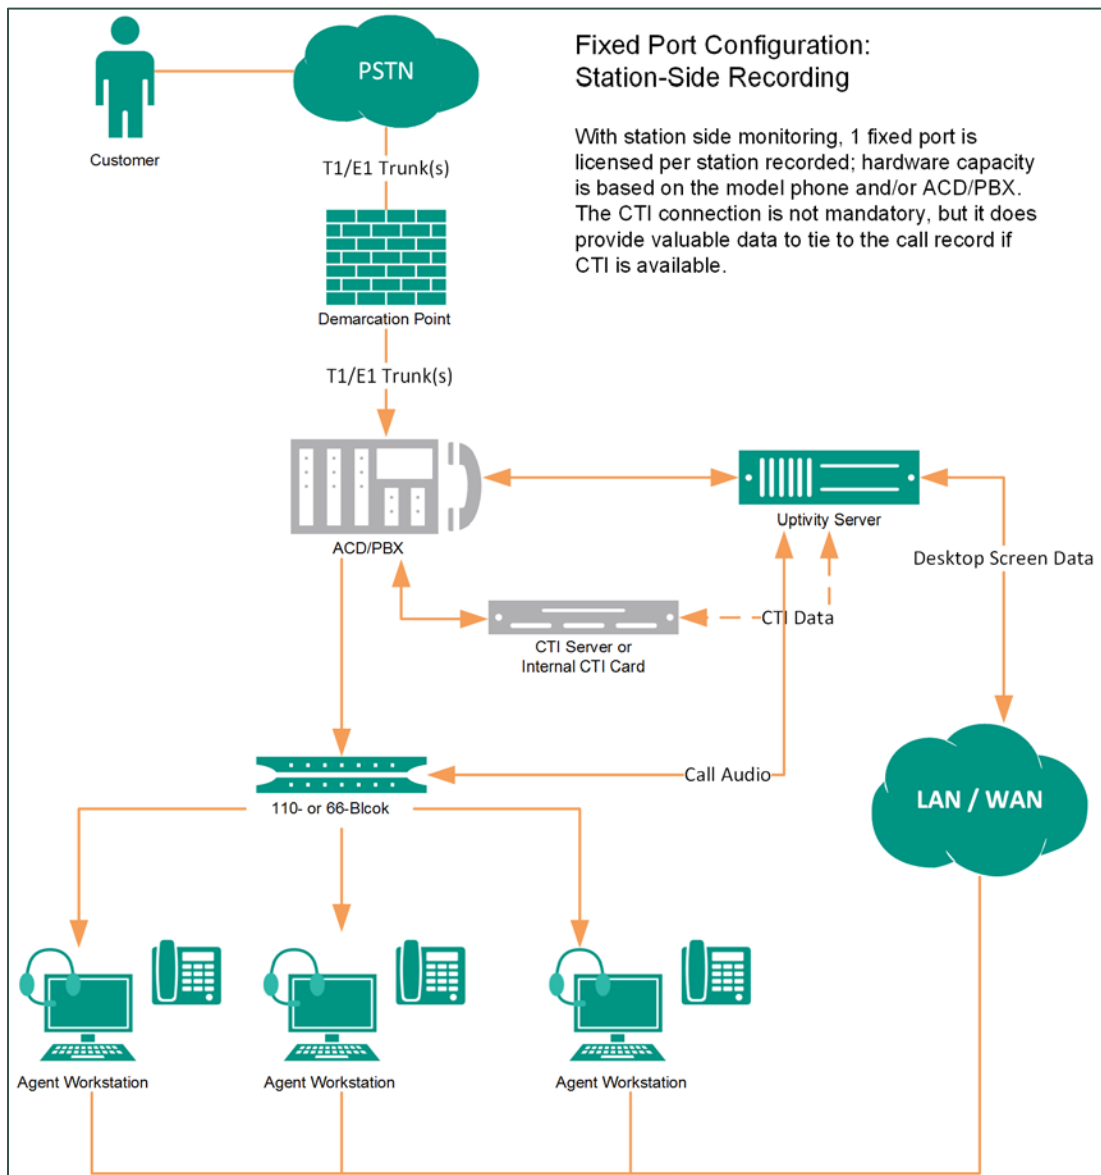 Fixed Port Configuration:
Station-Side Recording
With station side monitoring, 1 fixed port is
licensed per station recorded; hardware capacity
is based on the model phone and/or ACD/PBX.
The CTI connection is not mandatory, but it does
provide valuable data to tie to the call record if
CTI is available.
PSTN
Customer
T1/E1 Trunk(s)
Demarcation Point
T1/E1 Trunk(s)
ACD/PBX
Uptivity Server
Desktop Screen Data
CTI Data
CTI Server or
Internal CTI Card
Call Audio
110- or 66-Blcok
LAN / WAN
Agent Workstation
Agent Workstation
Agent Workstation